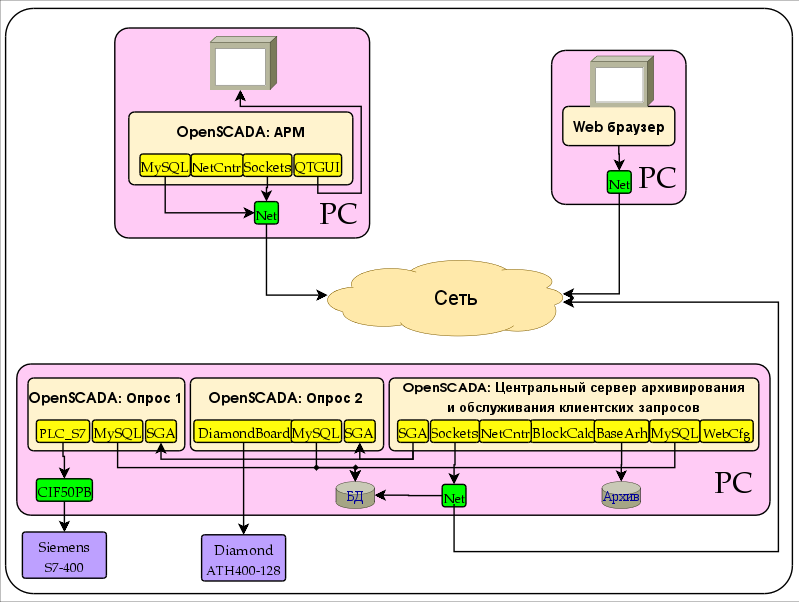 OpenSCADA: АРМ
MySQL NetCntr Sockets QTGUI
Net
PC
Web браузер
Net
PC
Сеть
OpenSCADA: Опрос 1
PLC_S7 MySQL SGA
OpenSCADA: Опрос 2
DiamondBoard MySQL SGA
OpenSCADA: Центральный сервер архивирования
и обслуживания клиентских запросов
SGA Sockets NetCntr BlockCalc BaseArh MySQL WebCfg
CIF50PB
БД
Net
Архив
PC
Siemens
S7-400
Diamond
ATH400-128